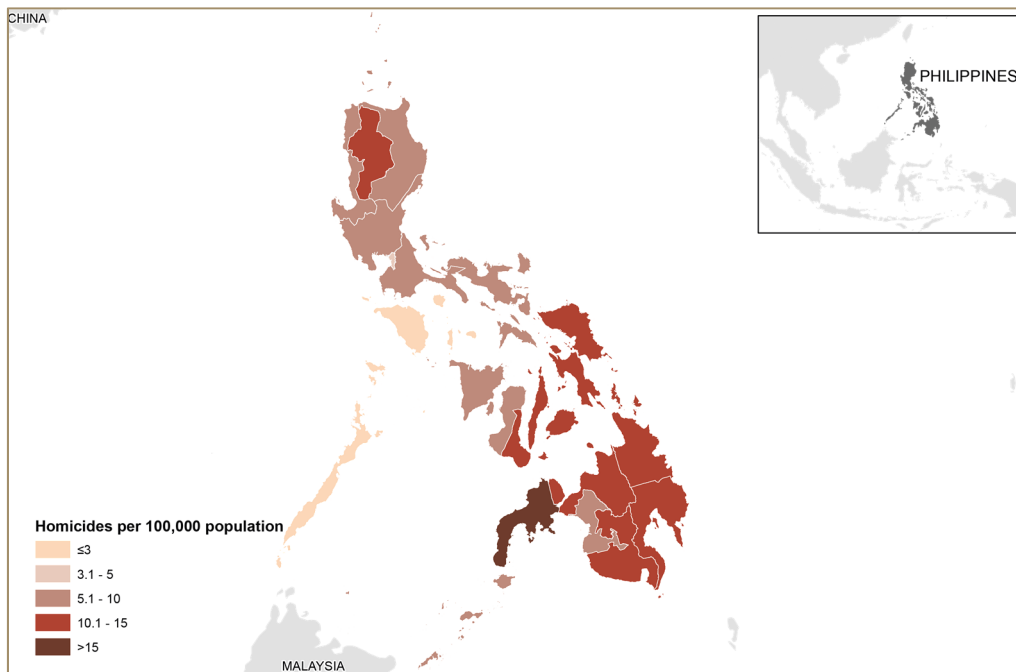 CHINA
PHILIPPINES
Homicides per 100,000 population
≤3
3.1 - 5
5.1 - 10
10.1 - 15
>15
MALAYSIA